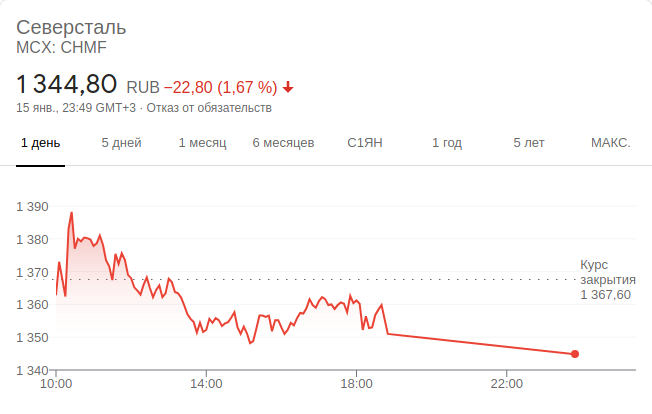 Северсталь
MCX: CHMF
1 344,80 RUB −22,80 (1,67 %)
15 янв., 23:49 GMT+3 · Отказ от обязательств
1 день 5 дней 1 месяц 6 месяцев С1ЯН 1 год 5 лет МАКС.
1 390
1 380
1 370
1 360
1 350
1 340
Курс
закрытия
1 367,60
10:00 14:00 18:00 22:00